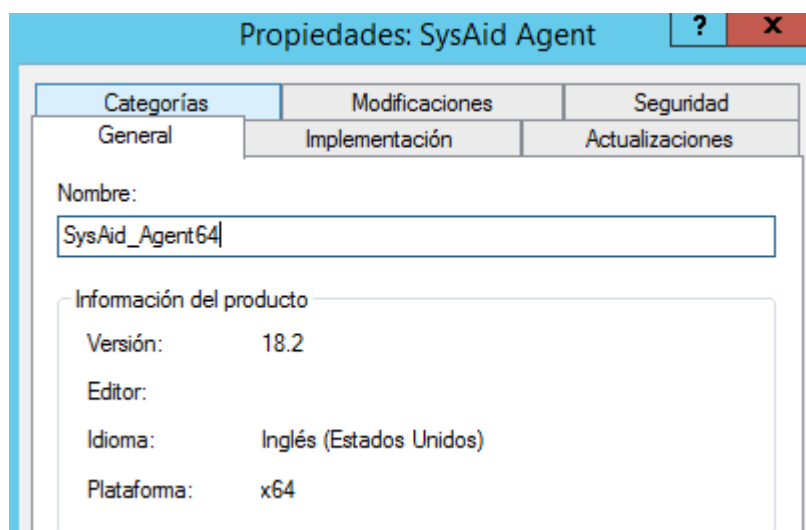 Propiedades: SysAid Agent
? x
Categorías Modificaciones Seguridad
General Implementación Actualizaciones
Nombre:
SysAid_Agent64
Información del producto
Versión: 18.2
Editor:
Idioma: Inglés (Estados Unidos)
Plataforma: x64